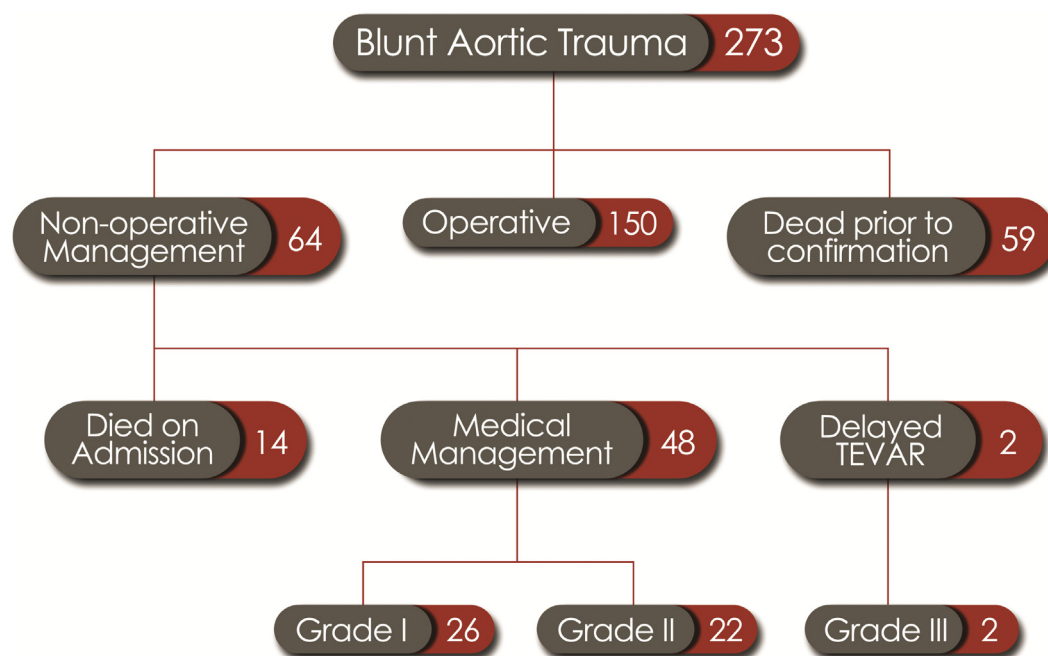 Blunt Aortic Trauma 273
Non-operative
Management 64
Operative 150
Dead prior to
confirmation 59
Died on
Admission 14
Medical
Management 48
Delayed
TEVAR 2
Grade I 26
Grade II 22
Grade III 2